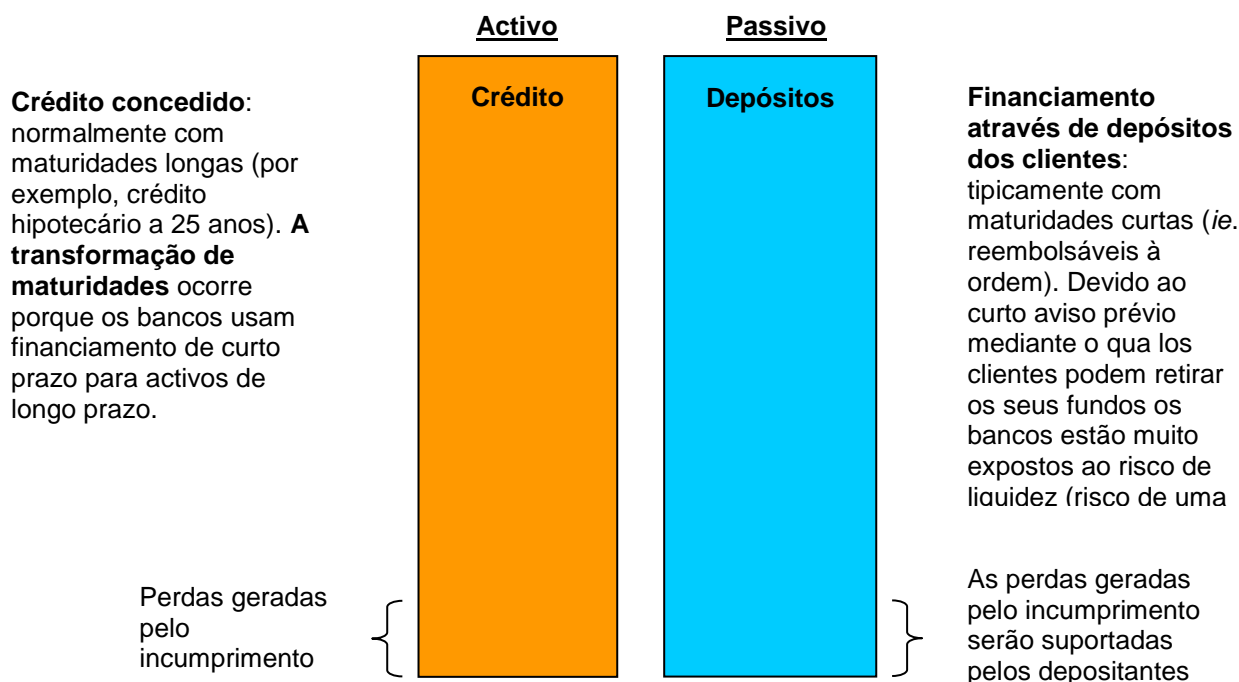 Activo
Passivo
Crédito concedido:
normalmente com
maturidades longas (por
exemplo, crédito
hipotecário a 25 anos). A
transformação de
maturidades ocorre
porque os bancos usam
financiamento de curto
prazo para activos de
longo prazo.
Crédito
Depósitos
Financiamento
através de depósitos
dos clientes:
tipicamente com
maturidades curtas (ie.
reembolsáveis à
ordem). Devido ao
curto aviso prévio
mediante o qua los
clientes podem retirar
os seus fundos os
bancos estão muito
expostos ao risco de
liquidez (risco de uma
Perdas geradas
pelo
incumprimento
As perdas geradas
pelo incumprimento
serão suportadas
pelos depositantes